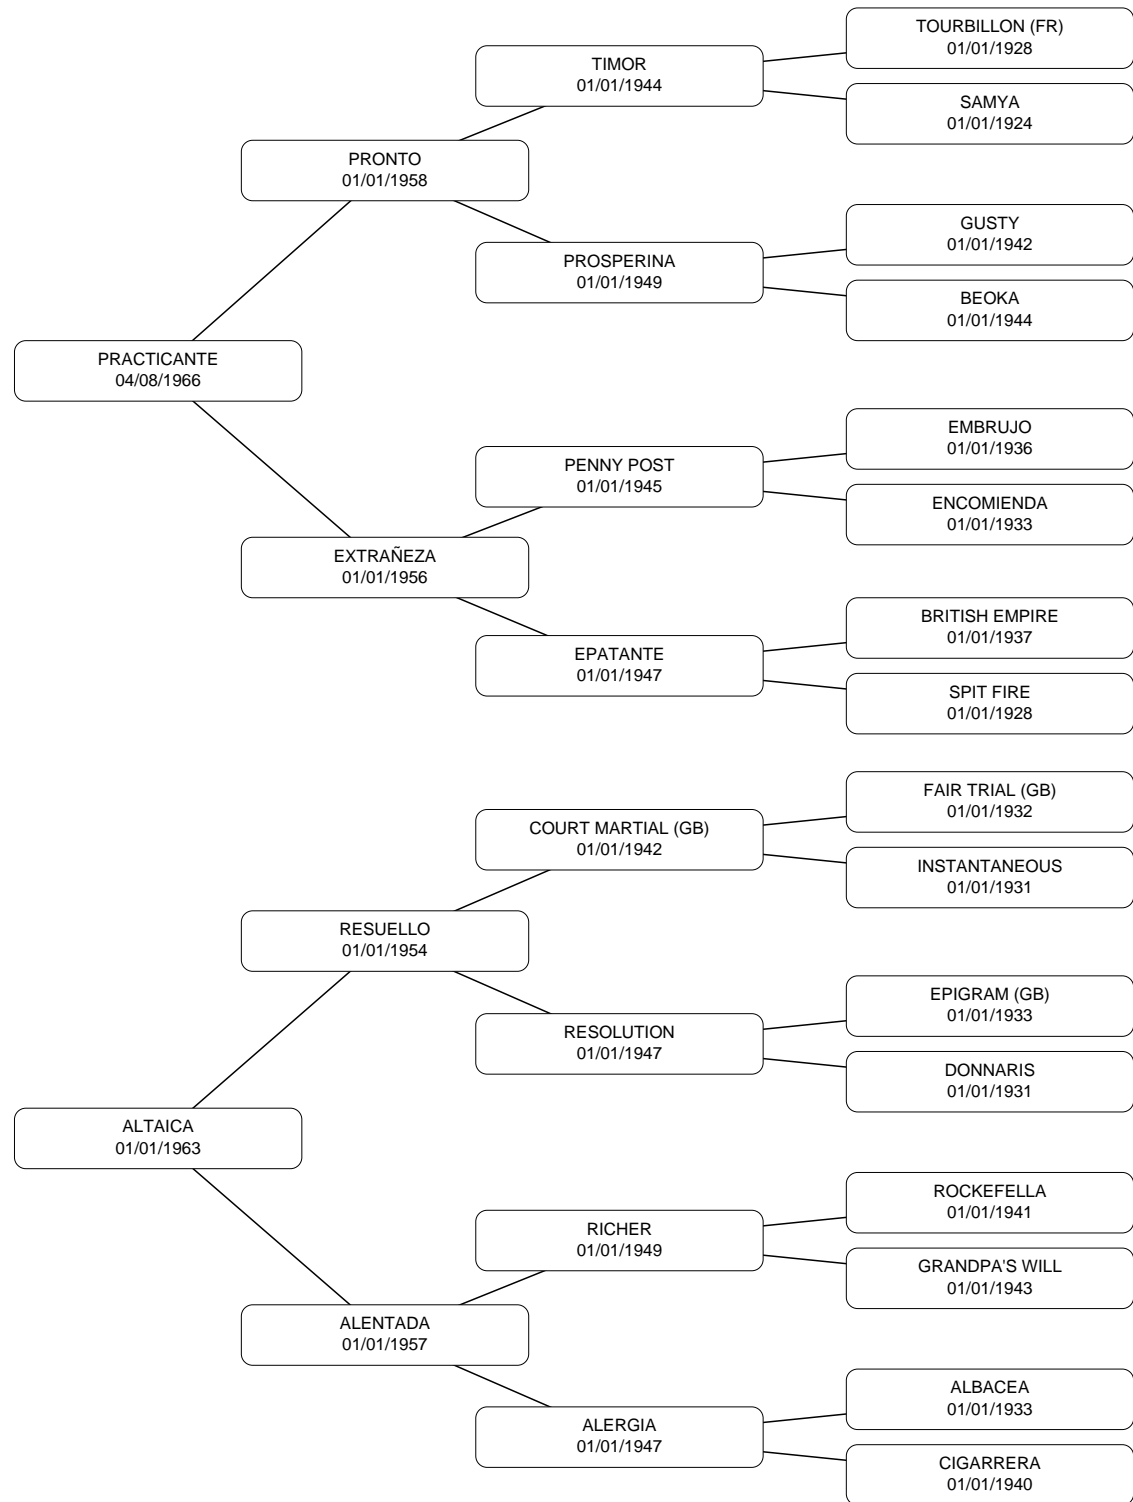 TOURBILLON (FR)
01/01/1928
TIMOR
01/01/1944
SAMYA
01/01/1924
PRONTO
01/01/1958
GUSTY
01/01/1942
PROSPERINA
01/01/1949
BEOKA
01/01/1944
PRACTICANTE
04/08/1966
EMBRUJO
01/01/1936
PENNY POST
01/01/1945
ENCOMIENDA
01/01/1933
EXTRAÑEZA
01/01/1956
BRITISH EMPIRE
01/01/1937
EPATANTE
01/01/1947
SPIT FIRE
01/01/1928
FAIR TRIAL (GB)
01/01/1932
COURT MARTIAL (GB)
01/01/1942
INSTANTANEOUS
01/01/1931
RESUELLO
01/01/1954
EPIGRAM (GB)
01/01/1933
RESOLUTION
01/01/1947
DONNARIS
01/01/1931
ALTAICA
01/01/1963
ROCKEFELLA
01/01/1941
RICHER
01/01/1949
GRANDPA'S WILL
01/01/1943
ALENTADA
01/01/1957
ALBACEA
01/01/1933
ALERGIA
01/01/1947
CIGARRERA
01/01/1940